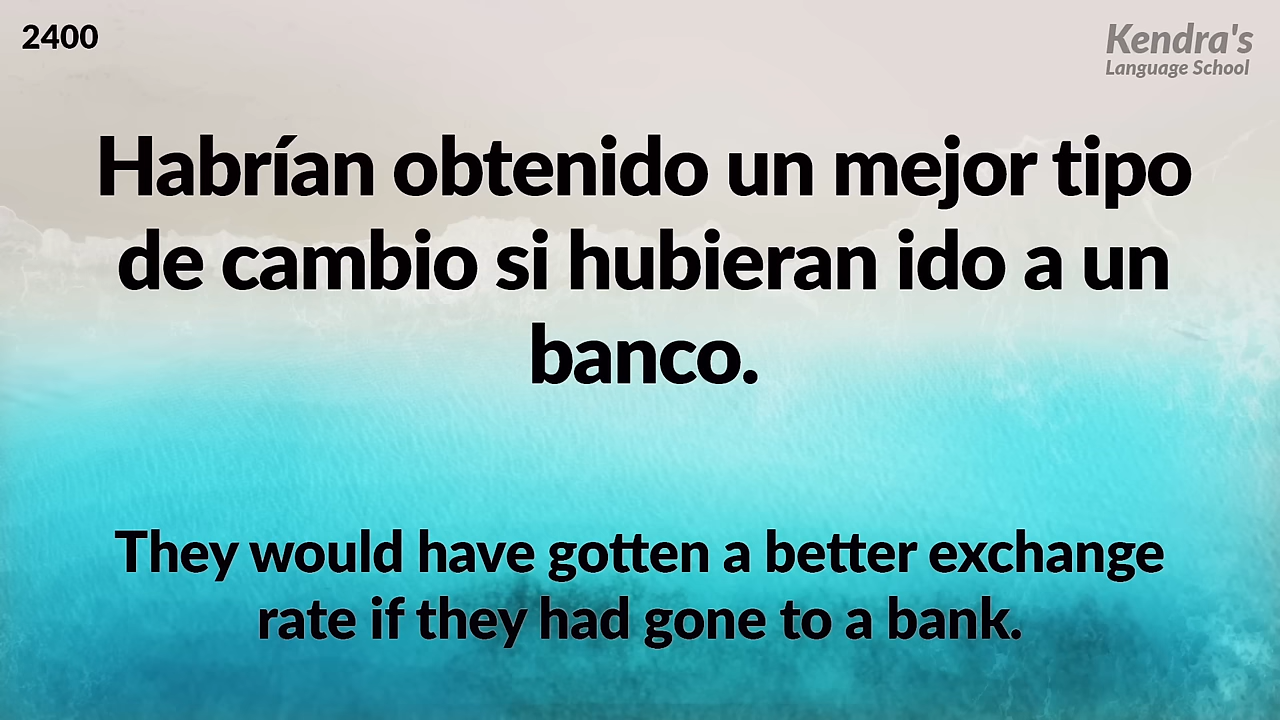 2400
Kendra's
Language School
Habrían obtenido un mejor tipo
de cambio si hubieran ido a un
banco.
They would have gotten a better exchange
rate if they had gone to a bank.